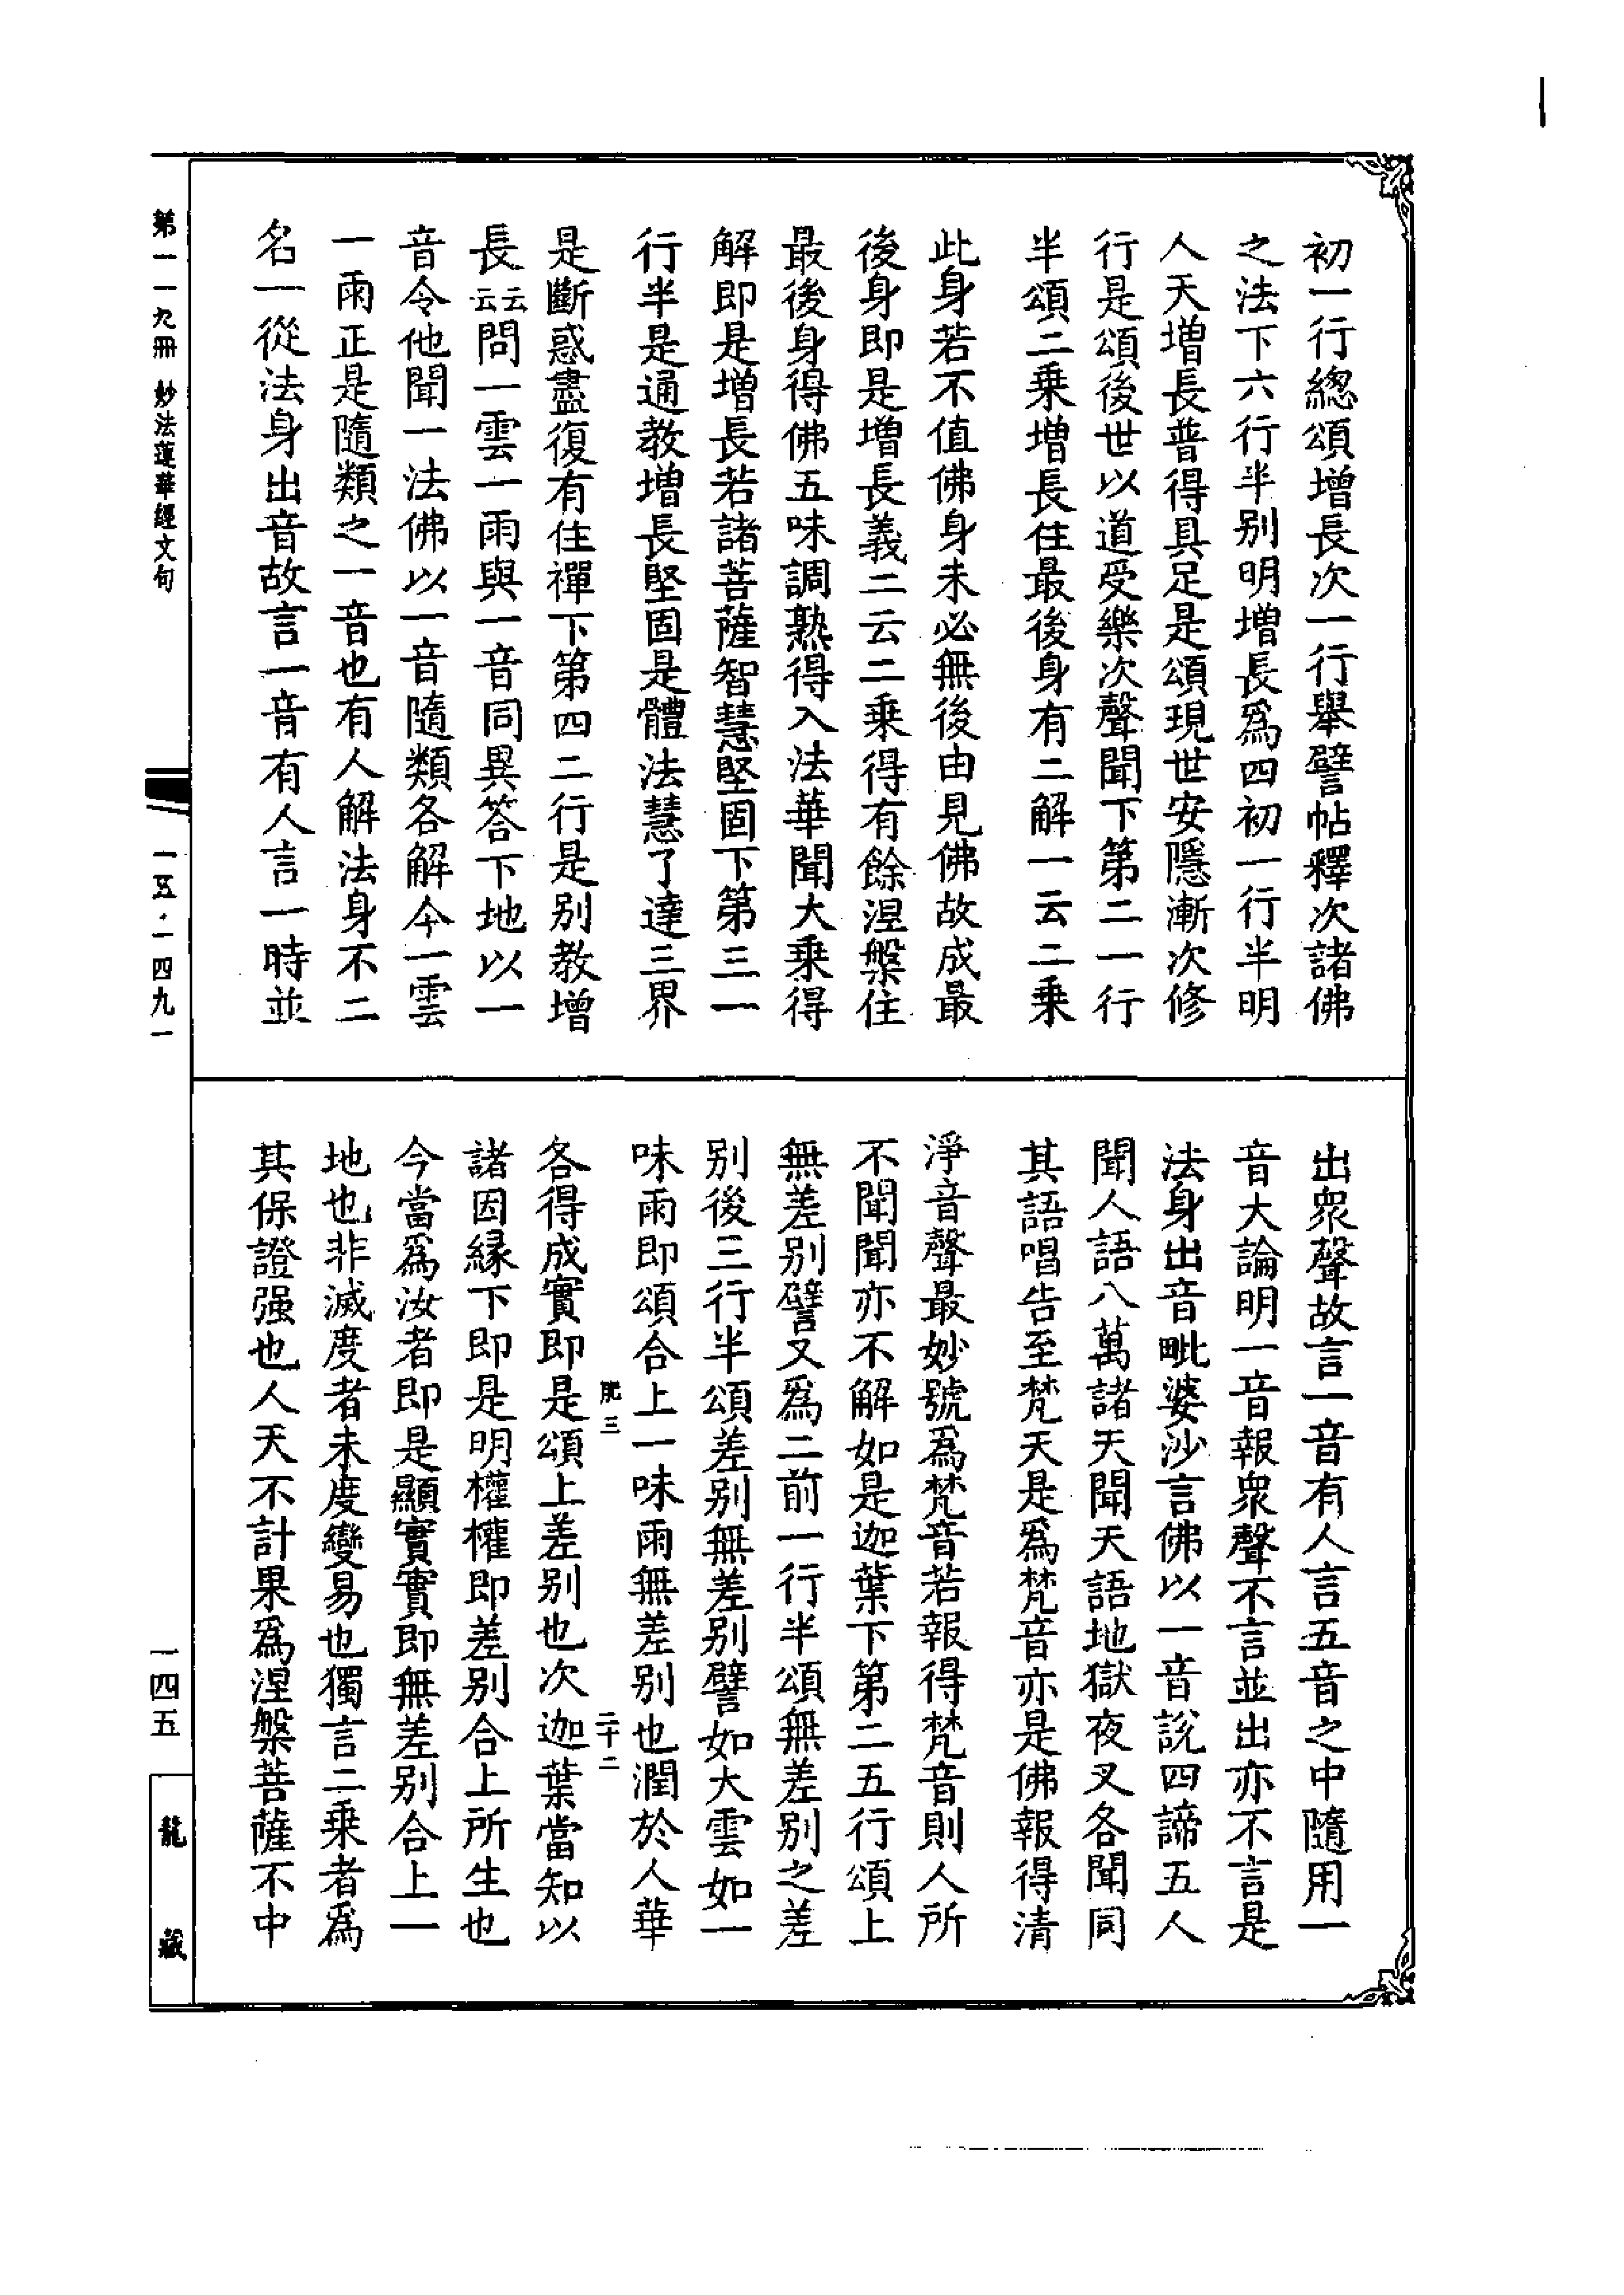 初一行總頌增長次一行舉譬帖釋次諸佛
之法下六行半別明增長爲四初一行半明
人天增長普得具足是頌現世安隱漸次修
行是頌後世以道受樂次聲聞下第二一行
半頌二乘增長住最後身有二解一云二乘
此身若不值佛身未必無後由見佛故成最
後身即是增長義二云二乘得有餘涅槃住
最後身得佛五味調熟得入法華聞大乘得
解即是增長若諸菩薩智慧堅固下第三一
行半是通教增長堅固是體法慧了達三界
是斷惑盡復有住禪下第四二行是別教增
長云云問一雲一雨與一音同異答下地以一
音令他聞一法佛以一音隨類各解今一雲
一雨正是隨類之一音也有人解法身不二
名一從法身出音故言一音有人言一時並
出眾聲故言一音有人言五音之中隨用一
音大論明一音報眾聲不言並出亦不言是
法身出音毗婆沙言佛以一音說四諦五人
聞人語八萬諸天聞天語地獄夜叉各聞同
其語唱告至梵天是爲梵音亦是佛報得清
淨音聲最妙號爲梵音若報得梵音則人所
不聞聞亦不解如是迦葉下第二五行頌上
無差別譬又爲二前一行半頌無差別之差
別後三行半頌差別無差別譬如大雲如一
味雨即頌合上一味雨無差別也潤於人華
肥三
二十二
各得成實即是頌上差別也次迦葉當知以
諸因緣下即是明權權即差別合上所生也
今當爲汝者即是顯實實即無差別合上一
地也非滅度者未度變易也獨言二乘者爲
其保證强也人天不計果爲涅槃菩薩不中
第一一九冊 妙法蓮華經文句
一五·一四九一
一四五
龍藏